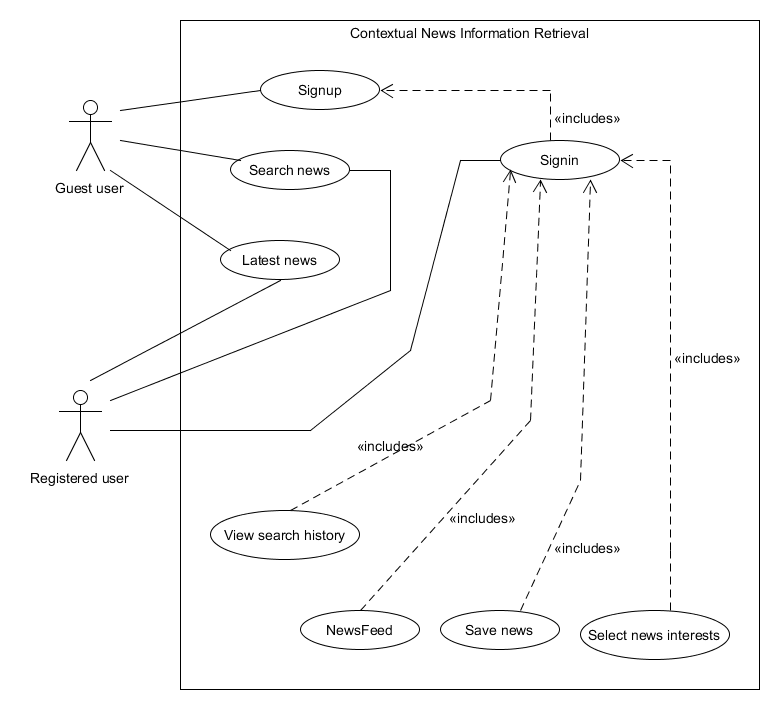 Contextual News Information Retrieval
Signup
«includes»
Signin
Guest user
Search news
Latest news
«includes»
Registered user
«includes»
View search history
«includes»
«includes»
NewsFeed
Save news
Select news interests